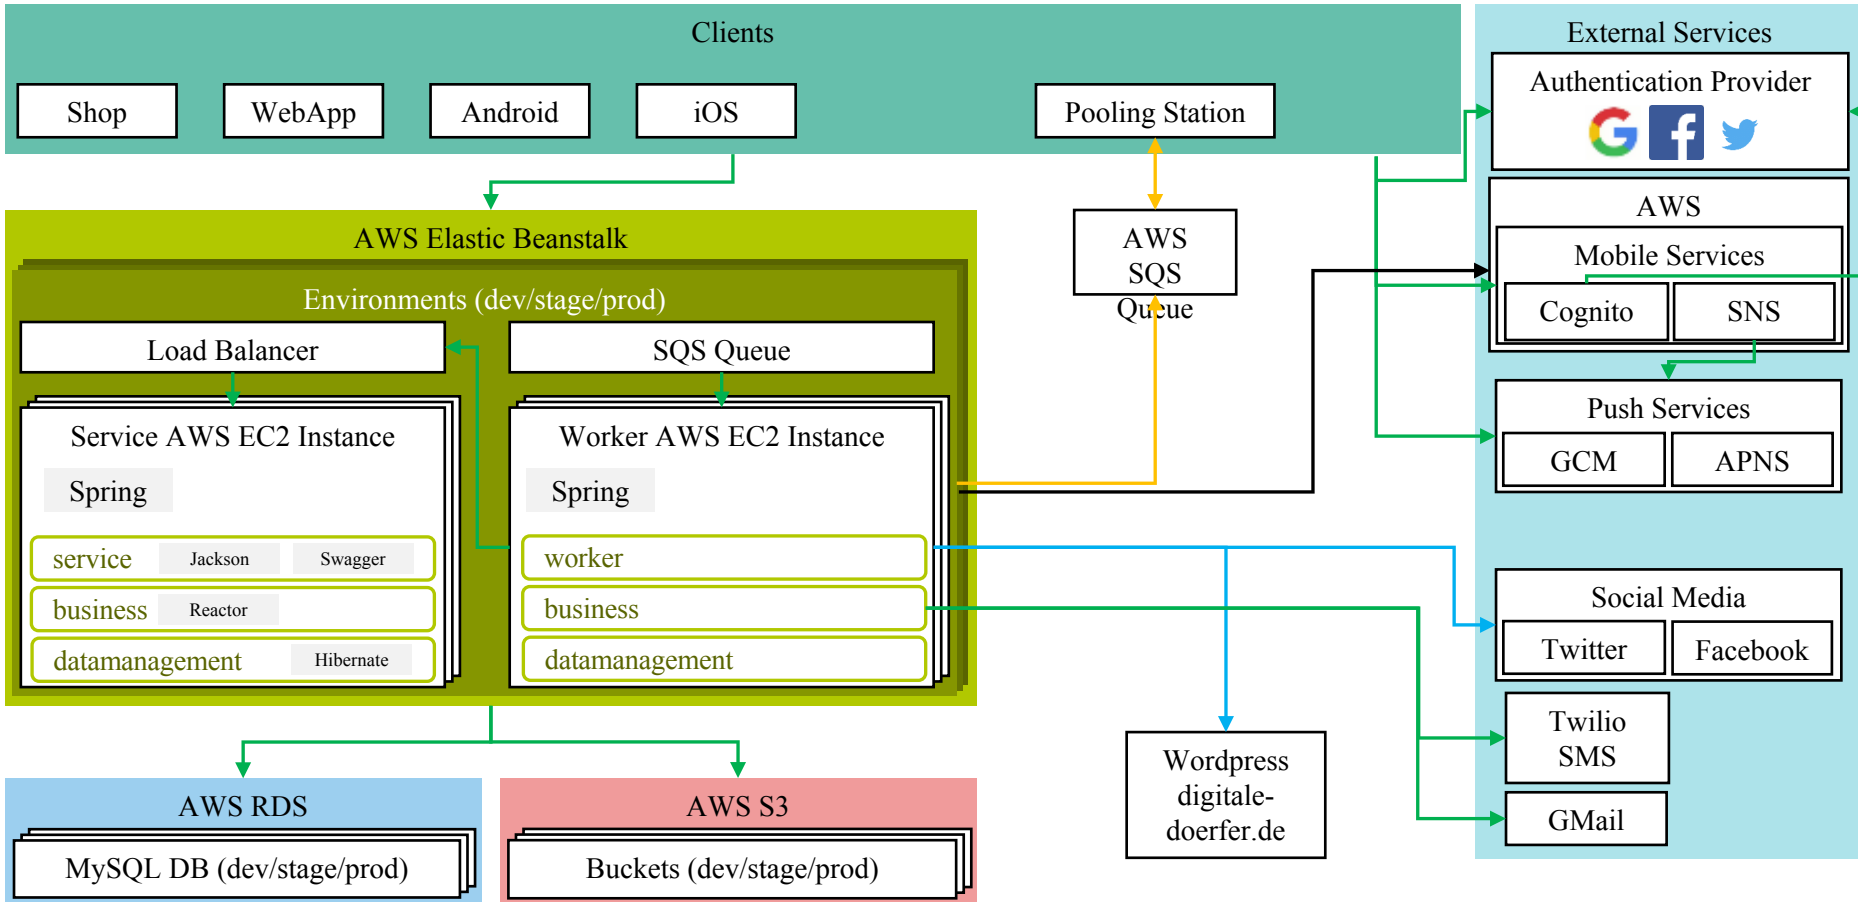 Clients
Shop
WebApp
Android
iOS
Pooling Station
External Services
Authentication Provider
AWS
Mobile Services
Cognito
SNS
Push Services
GCM
APNS
Social Media
Twitter
Facebook
Twilio
SMS
GMail
AWS
SQS
Queue
AWS Elastic Beanstalk
Environments (dev/stage/prod)
Load Balancer
SQS Queue
Service AWS EC2 Instance
Spring
service
Jackson
Swagger
business
Reactor
datamanagement
Hibernate
Worker AWS EC2 Instance
Spring
worker
business
datamanagement
Wordpress
digitale-
doerfer.de
AWS RDS
MySQL DB (dev/stage/prod)
AWS S3
Buckets (dev/stage/prod)